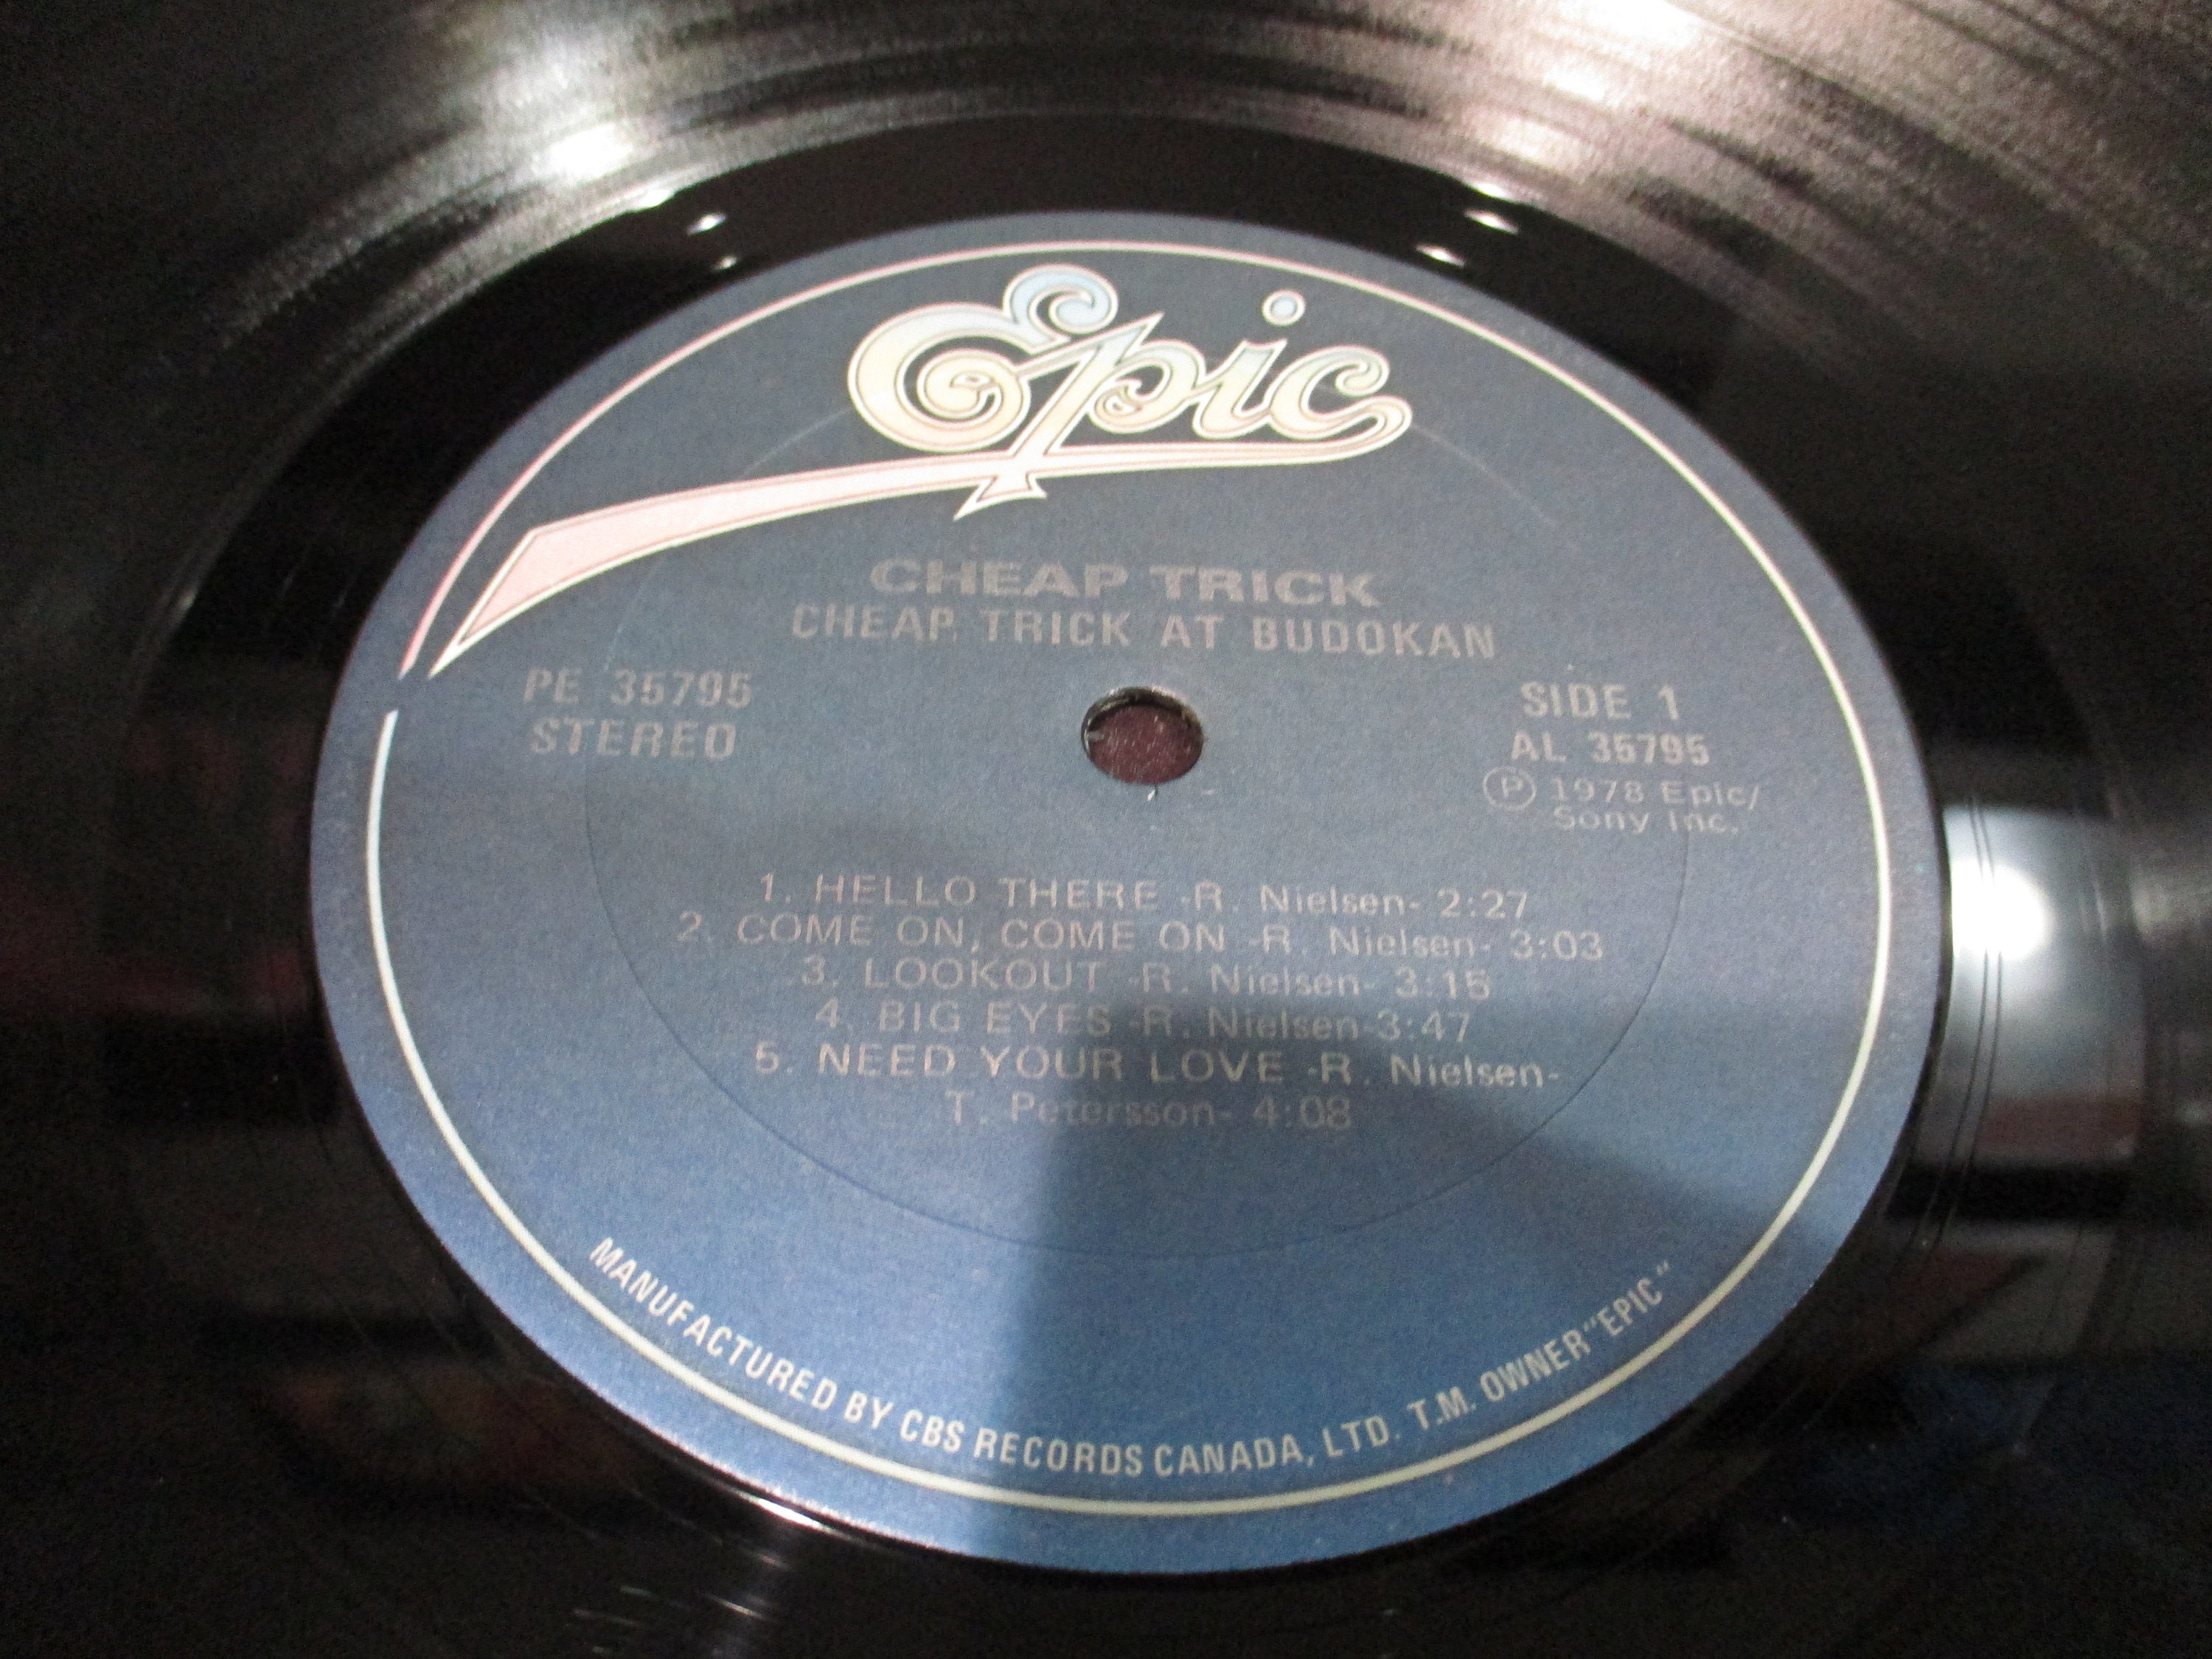 Epic
CHEAP TRICK
CHEAP TRICK AT BUDOKAN
PE 35795
STEREO
SIDE 1
AL 35795
Ⓟ 1978 Epic/
Sony Inc.
1. HELLO THERE -R. Nielsen- 2:27
2. COME ON, COME ON -R. Nielsen- 3:03
3. LOOKOUT -R. Nielsen- 3:15
4. BIG EYES -R. Nielsen-3:47
5. NEED YOUR LOVE -R. Nielsen-
T. Petersson- 4:08
MANUFACTURED BY CBS RECORDS CANADA, LTD. T.M. OWNER "EPIC"